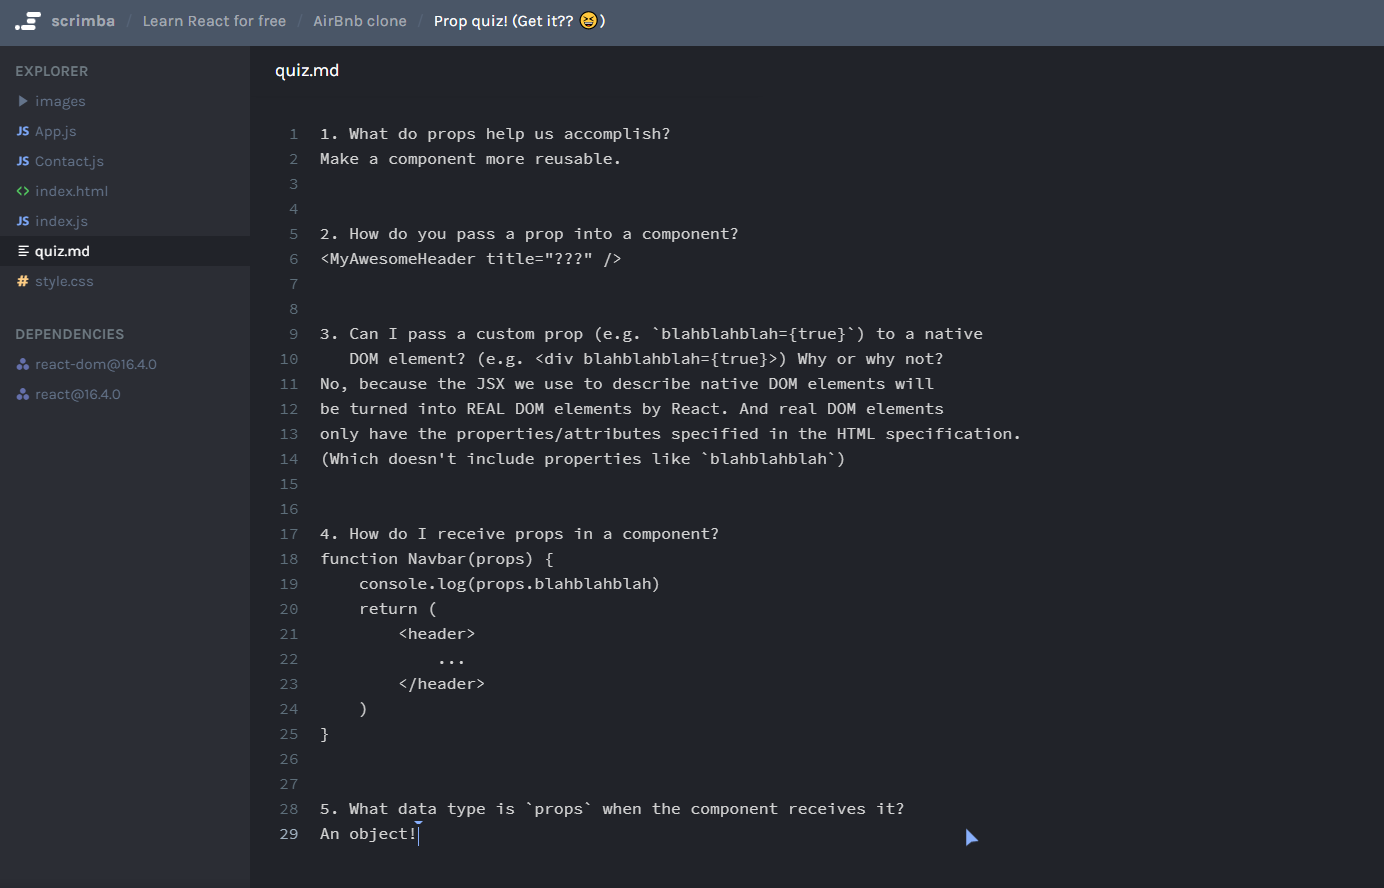 scrimba / Learn React for free / AirBnb clone / Prop quiz! (Get it?? 😆)
EXPLORER
images
JS App.js
JS Contact.js
<> index.html
JS index.js
quiz.md
# style.css
DEPENDENCIES
react-dom@16.4.0
react@16.4.0
quiz.md
1 1. What do props help us accomplish?
2 Make a component more reusable.
3
4
5 2. How do you pass a prop into a component?
6 <MyAwesomeHeader title="???" />
7
8
9 3. Can I pass a custom prop (e.g. `blahblahblah={true}`) to a native
10    DOM element? (e.g. <div blahblahblah={true}>) Why or why not?
11 No, because the JSX we use to describe native DOM elements will
12 be turned into REAL DOM elements by React. And real DOM elements
13 only have the properties/attributes specified in the HTML specification.
14 (Which doesn't include properties like `blahblahblah`)
15
16
17 4. How do I receive props in a component?
18 function Navbar(props) {
19     console.log(props.blahblahblah)
20     return (
21         <header>
22             ...
23         </header>
24     )
25 }
26
27
28 5. What data type is `props` when the component receives it?
29 An object!